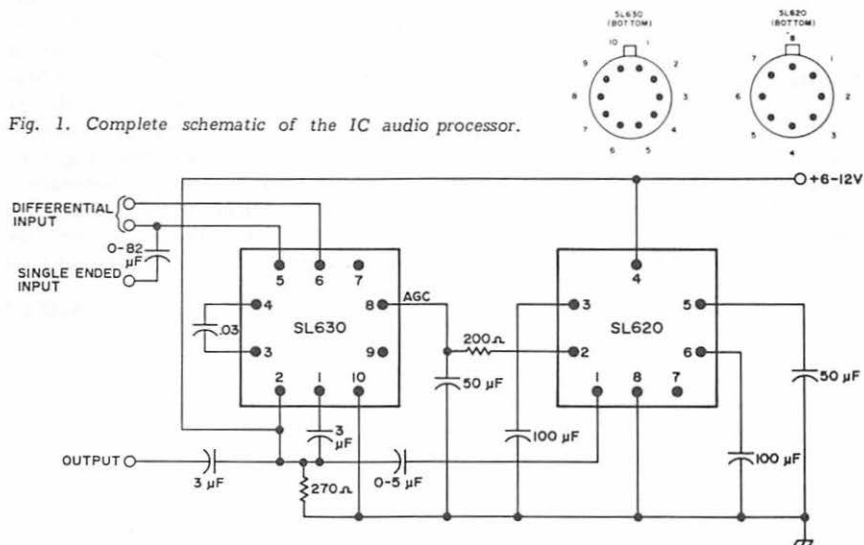 SL630
(BOTTOM)
10 1
9 2
8 3
7 4
6 5
SL620
(BOTTOM)
8
7 1
6 2
5 3
4
Fig. 1. Complete schematic of the IC audio processor.
+6-12V
DIFFERENTIAL
INPUT
0-82
µF
SINGLE ENDED
INPUT
5 6 7
4 8 AGC
.03 SL630
3 9
2 1 10
3
µF
OUTPUT
3 µF
270Ω
0-5 µF
50 µF
200Ω
100 µF
4
3 5
SL620
2 6
1 8 7
50 µF
100 µF